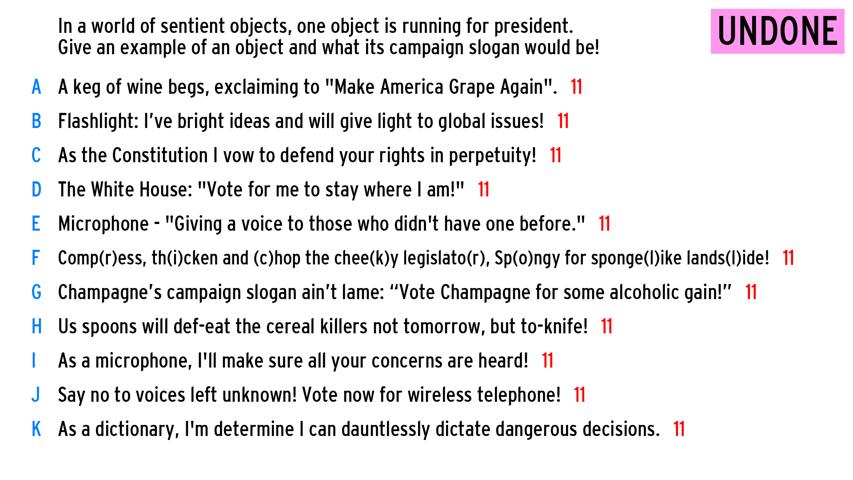 In a world of sentient objects, one object is running for president.
Give an example of an object and what its campaign slogan would be!
UNDONE
A A keg of wine begs, exclaiming to "Make America Grape Again". 11
B Flashlight: I've bright ideas and will give light to global issues! 11
C As the Constitution I vow to defend your rights in perpetuity! 11
D The White House: "Vote for me to stay where I am!" 11
E Microphone - "Giving a voice to those who didn't have one before." 11
F Comp(r)ess, th(i)cken and (c)hop the chee(k)y legislato(r), Sp(o)ngy for sponge(l)ike lands(l)ide! 11
G Champagne’s campaign slogan ain’t lame: “Vote Champagne for some alcoholic gain!” 11
H Us spoons will def-eat the cereal killers not tomorrow, but to-knife! 11
I As a microphone, I'll make sure all your concerns are heard! 11
J Say no to voices left unknown! Vote now for wireless telephone! 11
K As a dictionary, I'm determine I can dauntlessly dictate dangerous decisions. 11